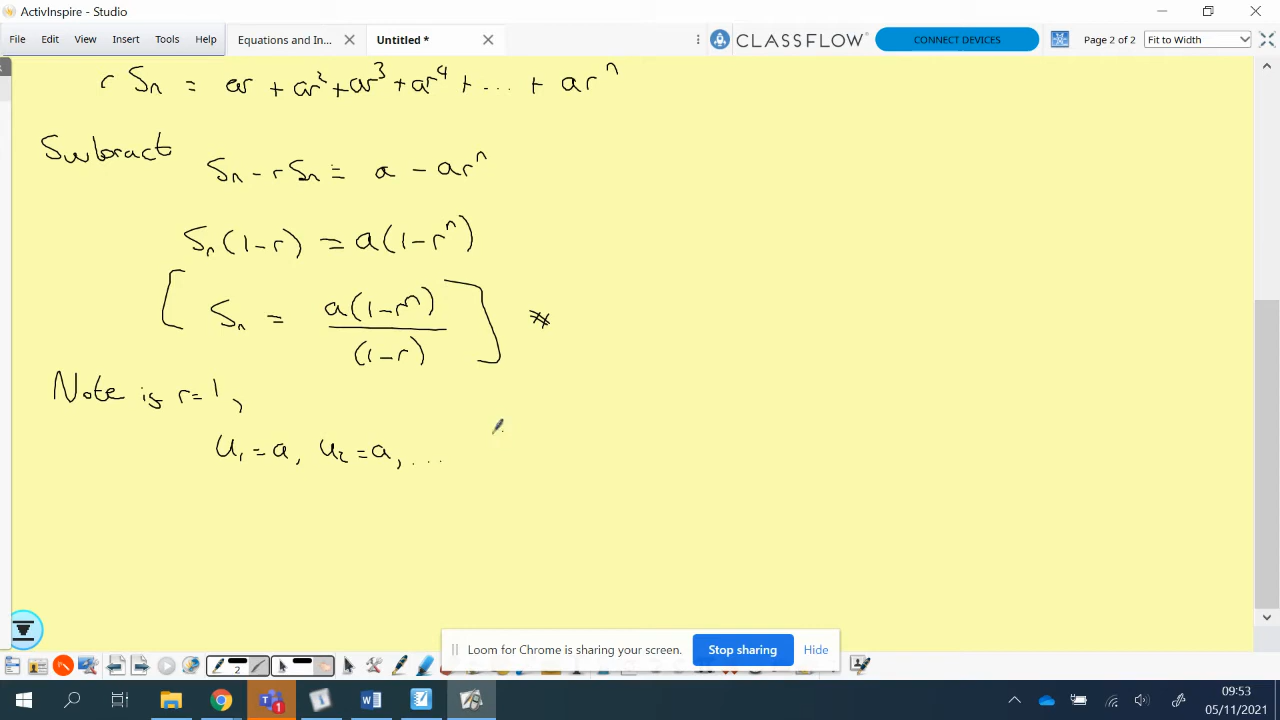 ActivInspire - Studio
File Edit View Insert Tools Help Equations and In... Untitled * CLASSFLOW CONNECT DEVICES Page 2 of 2 Fit to Width
r Sₙ = ar + ar² + ar³ + ar⁴ + ... + arⁿ
Subtract
Sₙ - rSₙ = a - arⁿ
Sₙ(1-r) = a(1-rⁿ)
[ Sₙ = a(1-rⁿ) / (1-r) ] *
Note if r=1,
U₁ = a, U₂ = a, ...
Loom for Chrome is sharing your screen. Stop sharing Hide
2
09:53
05/11/2021
1